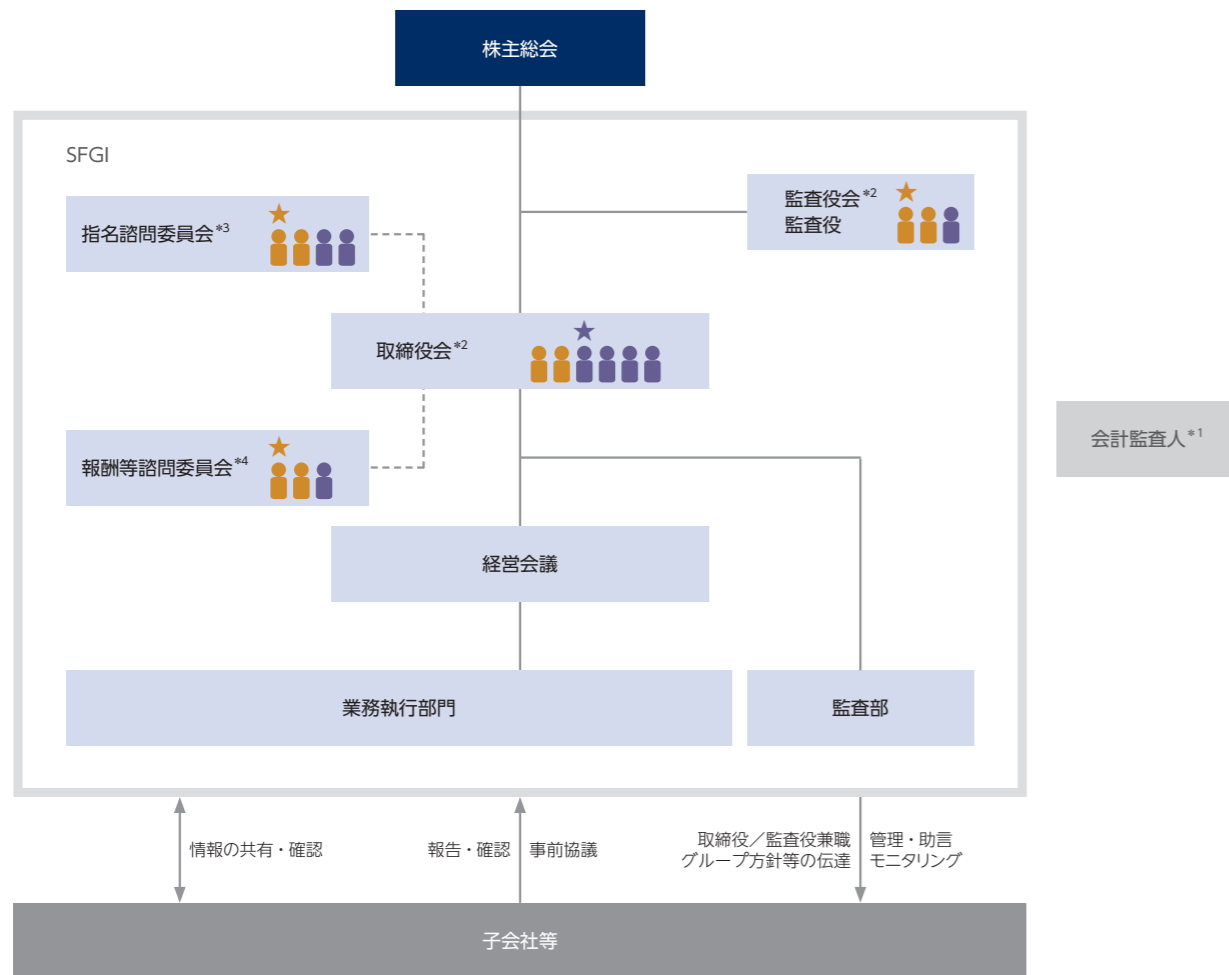 株主総会
SFGI
指名諮問委員会*3
監査役会*2
監査役
取締役会*2
会計監査人*1
報酬等諮問委員会*4
経営会議
業務執行部門
監査部
情報の共有・確認
報告・確認
事前協議
取締役/監査役兼職
グループ方針等の伝達
管理・助言
モニタリング
子会社等